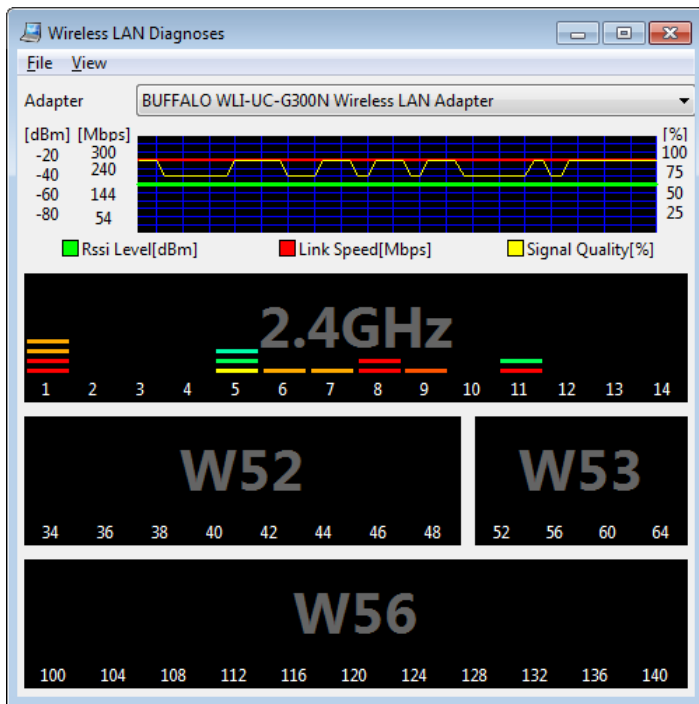 Wireless LAN Diagnoses
File View
Adapter BUFFALO WLI-UC-G300N Wireless LAN Adapter
[dBm] [Mbps] [%]
-20 300 100
-40 240 75
-60 144 50
-80 54 25
Rssi Level[dBm] Link Speed[Mbps] Signal Quality[%]
2.4GHz
1 2 3 4 5 6 7 8 9 10 11 12 13 14
W52
34 36 38 40 42 44 46 48
W53
52 56 60 64
W56
100 104 108 112 116 120 124 128 132 136 140